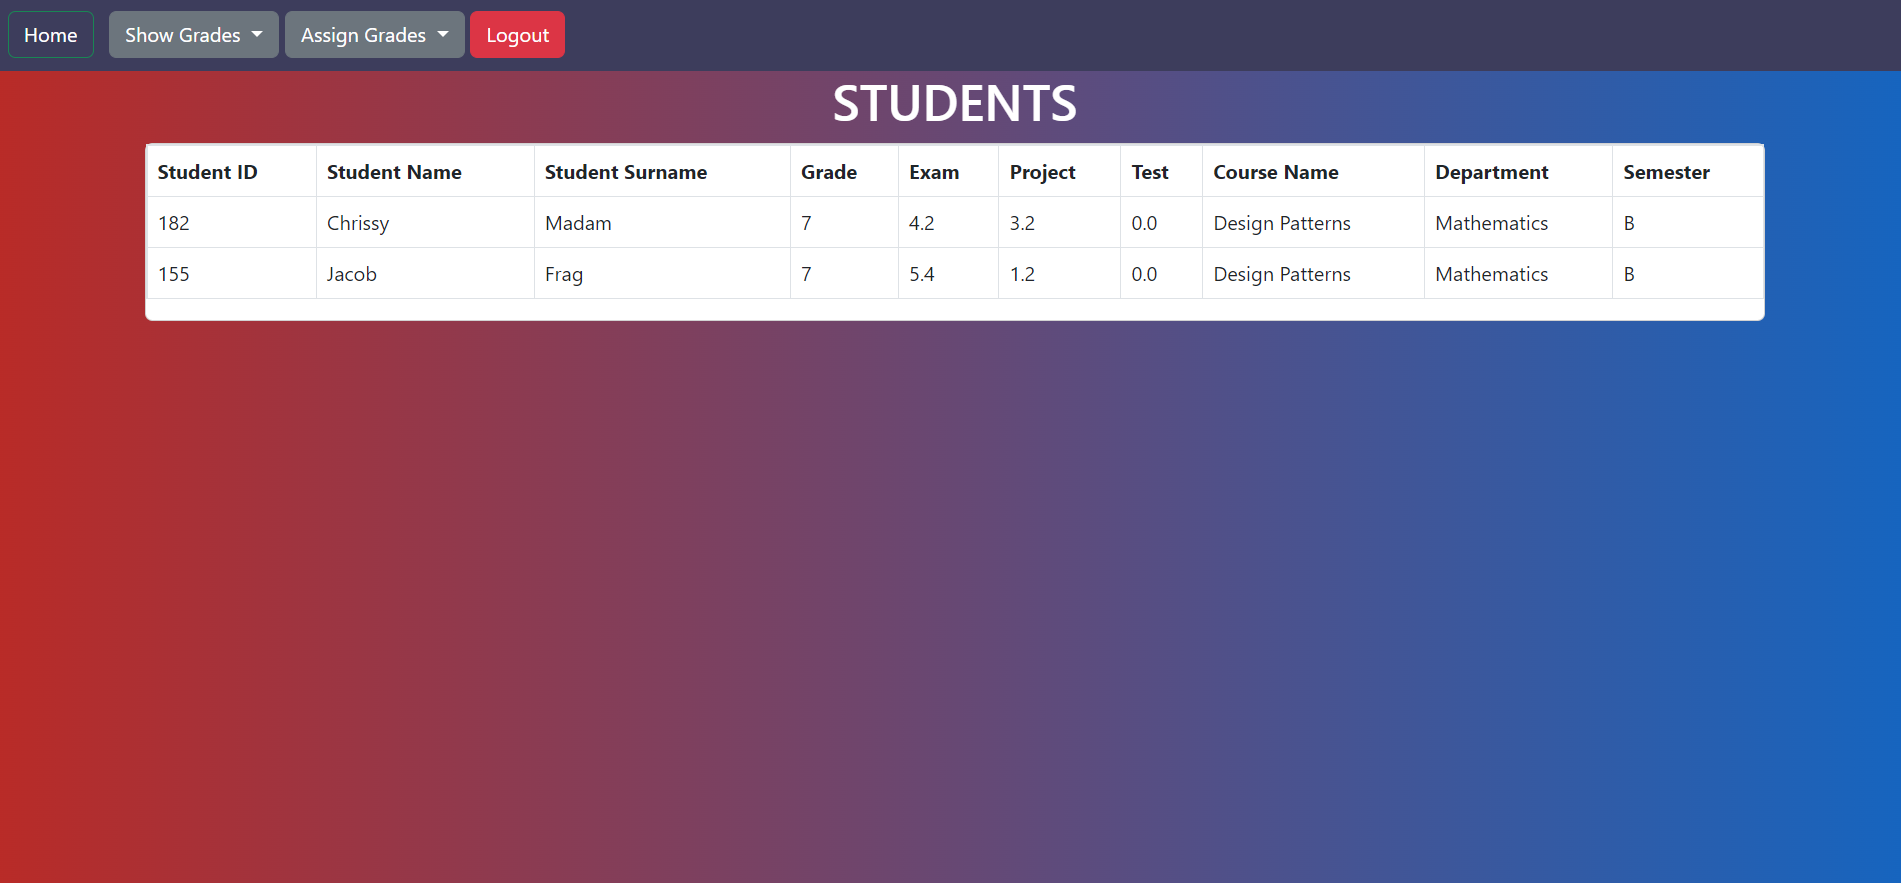 Home Show Grades Assign Grades Logout
STUDENTS
Student ID Student Name Student Surname Grade Exam Project Test Course Name Department Semester
182 Chrissy Madam 7 4.2 3.2 0.0 Design Patterns Mathematics B
155 Jacob Frag 7 5.4 1.2 0.0 Design Patterns Mathematics B